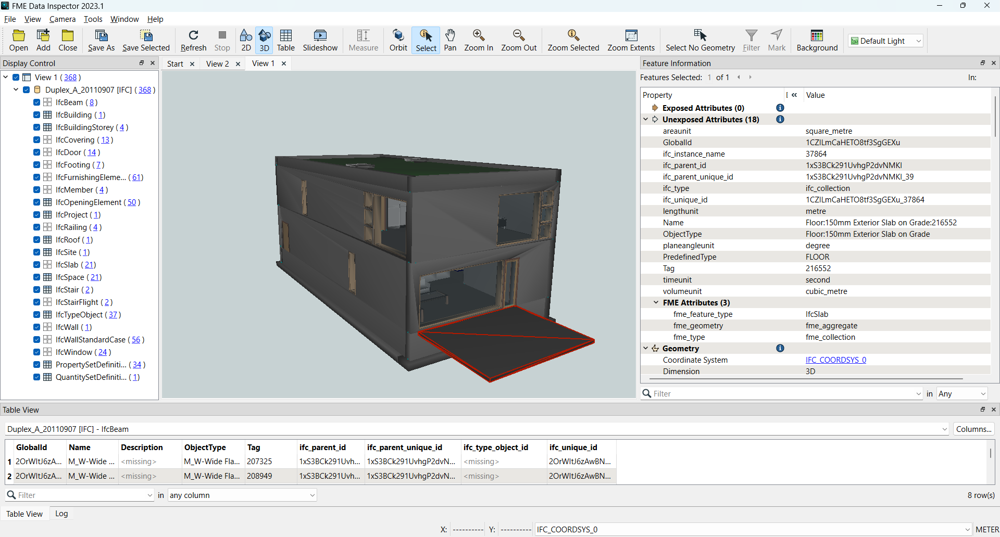 FME Data Inspector 2023.1
File View Camera Tools Window Help
Open Add Close Save As Save Selected Refresh Stop 2D 3D Table Slideshow Measure Orbit Select Pan Zoom In Zoom Out Zoom Selected Zoom Extents Select No Geometry Filter Mark Background Default Light
Display Control
View 1 (368)
Duplex_A_20110907 [IFC] (368)
IfcBeam (8)
IfcBuilding (1)
IfcBuildingStorey (4)
IfcCovering (13)
IfcDoor (14)
IfcFooting (7)
IfcFurnishingEleme... (61)
IfcMember (4)
IfcOpeningElement (50)
IfcProject (1)
IfcRailing (4)
IfcRoof (1)
IfcSite (1)
IfcSlab (21)
IfcSpace (21)
IfcStair (2)
IfcStairFlight (2)
IfcTypeObject (37)
IfcWall (1)
IfcWallStandardCase (56)
IfcWindow (24)
PropertySetDefiniti... (34)
QuantitySetDefiniti... (1)
Start View 2 View 1
Feature Information
Features Selected: 1 of 1 In:
Property « Value
Exposed Attributes (0)
Unexposed Attributes (18)
areaunit square_metre
GlobalId 1CZILmCaHETO8tf3SgGEXu
ifc_instance_name 37864
ifc_parent_id 1xS3BCk291UvhgP2dvNMKI
ifc_parent_unique_id 1xS3BCk291UvhgP2dvNMKI_39
ifc_type ifc_collection
ifc_unique_id 1CZILmCaHETO8tf3SgGEXu_37864
lengthunit metre
Name Floor:150mm Exterior Slab on Grade:216552
ObjectType Floor:150mm Exterior Slab on Grade
planeangleunit degree
PredefinedType FLOOR
Tag 216552
timeunit second
volumeunit cubic_metre
FME Attributes (3)
fme_feature_type IfcSlab
fme_geometry fme_aggregate
fme_type fme_collection
Geometry
Coordinate System IFC_COORDSYS_0
Dimension 3D
Filter in Any
Table View
Duplex_A_20110907 [IFC] - IfcBeam Columns...
GlobalId Name Description ObjectType Tag ifc_parent_id ifc_parent_unique_id ifc_type_object_id ifc_unique_id
1 2OrWItJ6zA... M_W-Wide ... <missing> M_W-Wide Fla... 207325 1xS3BCk291Uvh... 1xS3BCk291UvhgP2dvN... <missing> 2OrWItJ6zAwBN...
2 2OrWItJ6zA... M_W-Wide ... <missing> M_W-Wide Fla... 208949 1xS3BCk291Uvh... 1xS3BCk291UvhgP2dvN... <missing> 2OrWItJ6zAwBN...
Filter in any column 8 row(s)
Table View Log
X: ---------- Y: ---------- IFC_COORDSYS_0 METER